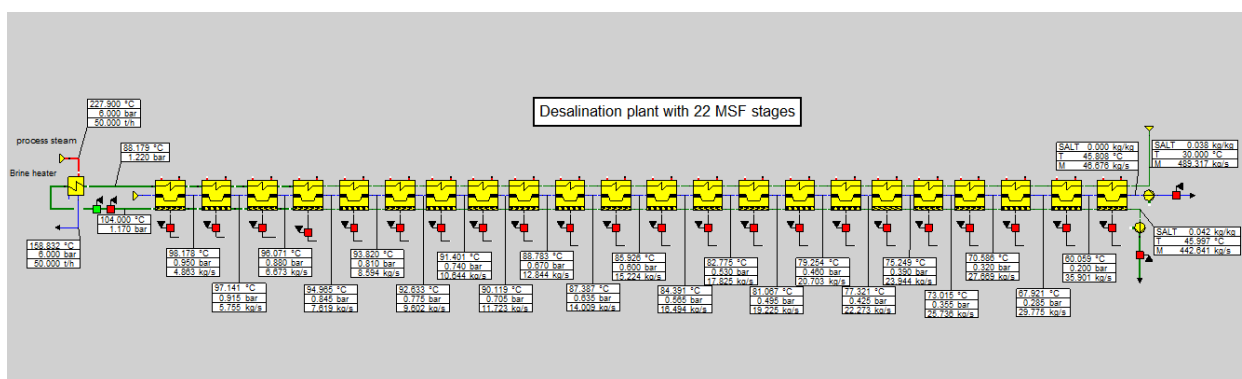 Desalination plant with 22 MSF stages
227.900 °C
6.000 bar
50.000 t/h
process steam
88.179 °C
1.220 bar
Brine heater
104.000 °C
1.170 bar
158.832 °C
6.000 bar
50.000 t/h
SALT 0.000 kg/kg
T 45.808 °C
M 46.676 kg/s
SALT 0.038 kg/kg
T 30.000 °C
M 489.317 kg/s
SALT 0.042 kg/kg
T 45.997 °C
M 442.641 kg/s
98.178 °C
0.950 bar
4.863 kg/s
97.141 °C
0.915 bar
5.755 kg/s
96.071 °C
0.880 bar
6.673 kg/s
94.965 °C
0.845 bar
7.619 kg/s
93.820 °C
0.810 bar
8.594 kg/s
92.633 °C
0.775 bar
9.602 kg/s
91.401 °C
0.740 bar
10.644 kg/s
90.119 °C
0.705 bar
11.723 kg/s
88.783 °C
0.670 bar
12.844 kg/s
87.387 °C
0.635 bar
14.009 kg/s
85.926 °C
0.600 bar
15.224 kg/s
84.391 °C
0.565 bar
16.494 kg/s
82.775 °C
0.530 bar
17.825 kg/s
81.067 °C
0.495 bar
19.225 kg/s
79.254 °C
0.460 bar
20.703 kg/s
77.321 °C
0.425 bar
22.273 kg/s
75.249 °C
0.390 bar
23.944 kg/s
73.015 °C
0.355 bar
25.736 kg/s
70.586 °C
0.320 bar
27.669 kg/s
67.921 °C
0.285 bar
29.775 kg/s
60.059 °C
0.200 bar
35.901 kg/s